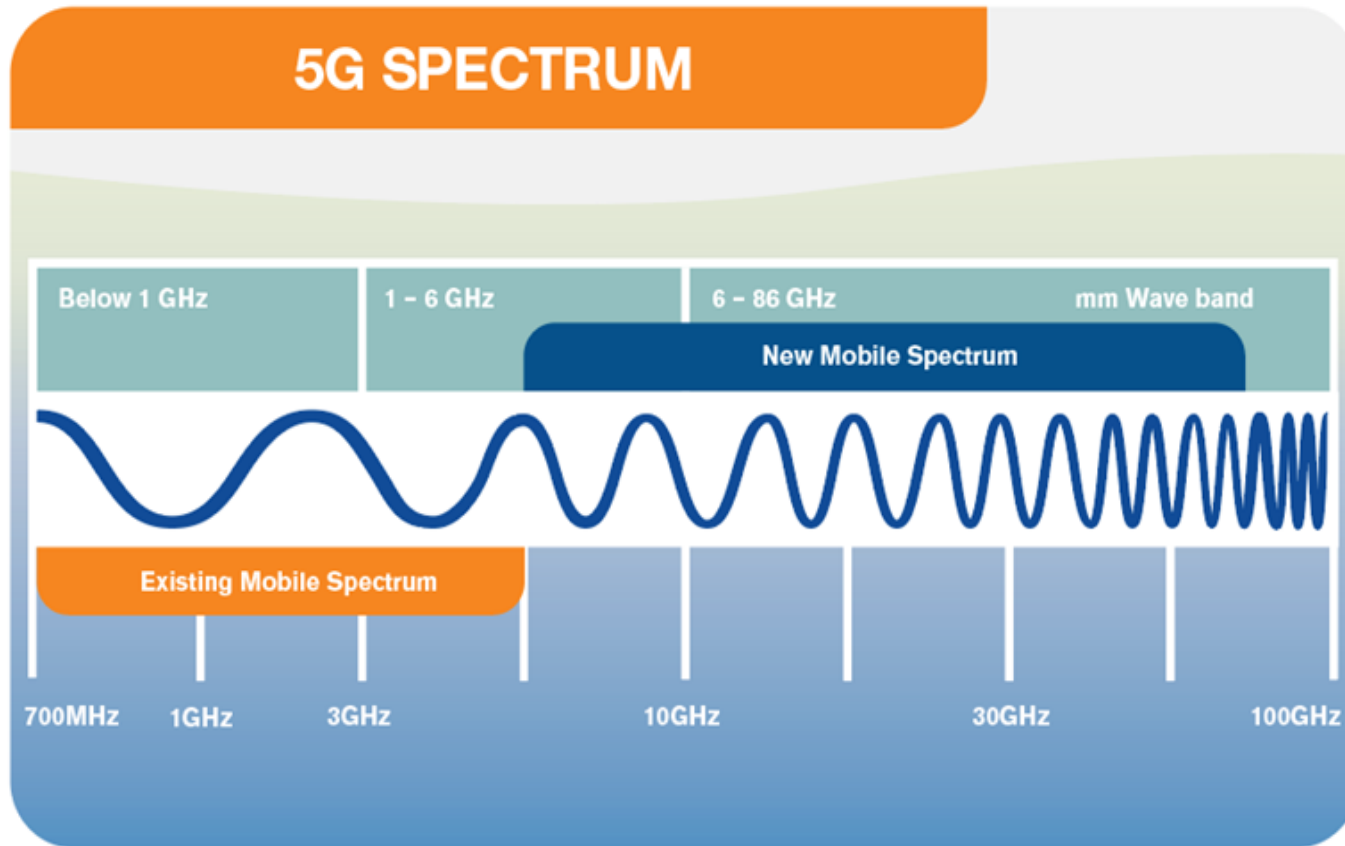 5G SPECTRUM
Below 1 GHz
1 – 6 GHz
6 – 86 GHz
mm Wave band
New Mobile Spectrum
Existing Mobile Spectrum
700MHz
1GHz
3GHz
10GHz
30GHz
100GHz